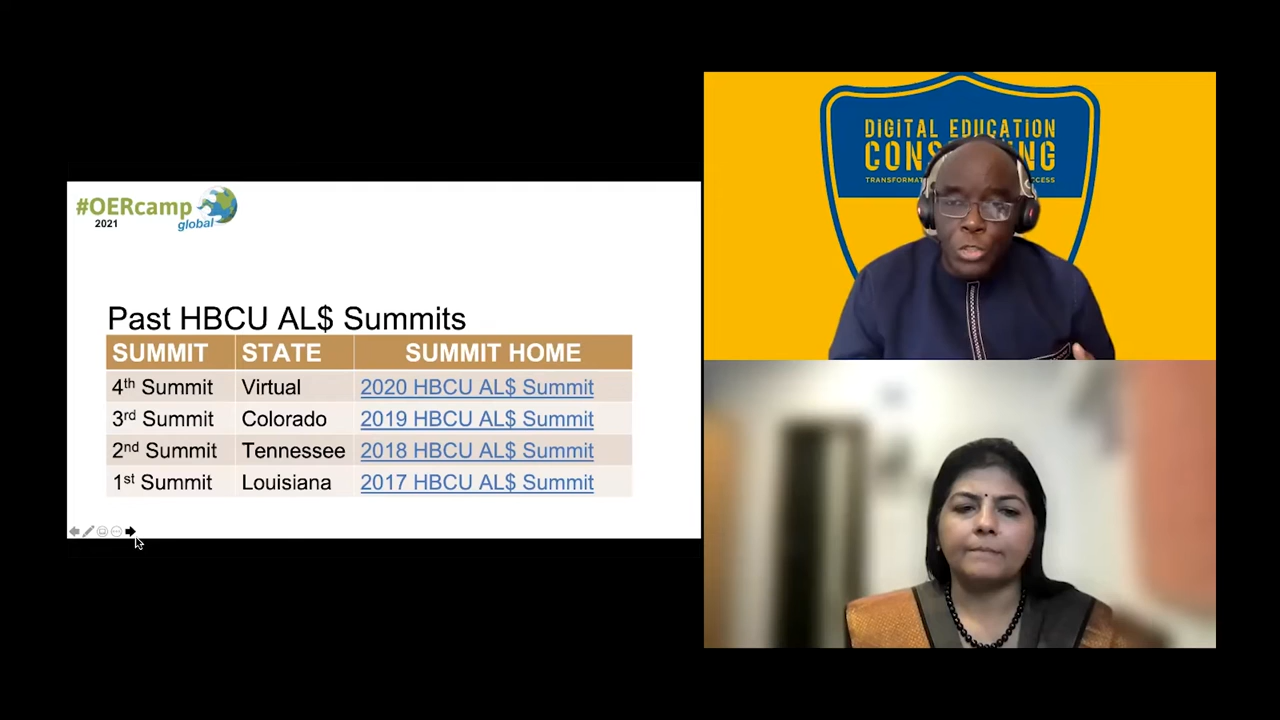 #OERcamp
2021 global
Past HBCU AL$ Summits
SUMMIT STATE SUMMIT HOME
4th Summit Virtual 2020 HBCU AL$ Summit
3rd Summit Colorado 2019 HBCU AL$ Summit
2nd Summit Tennessee 2018 HBCU AL$ Summit
1st Summit Louisiana 2017 HBCU AL$ Summit
DIGITAL EDUCATION